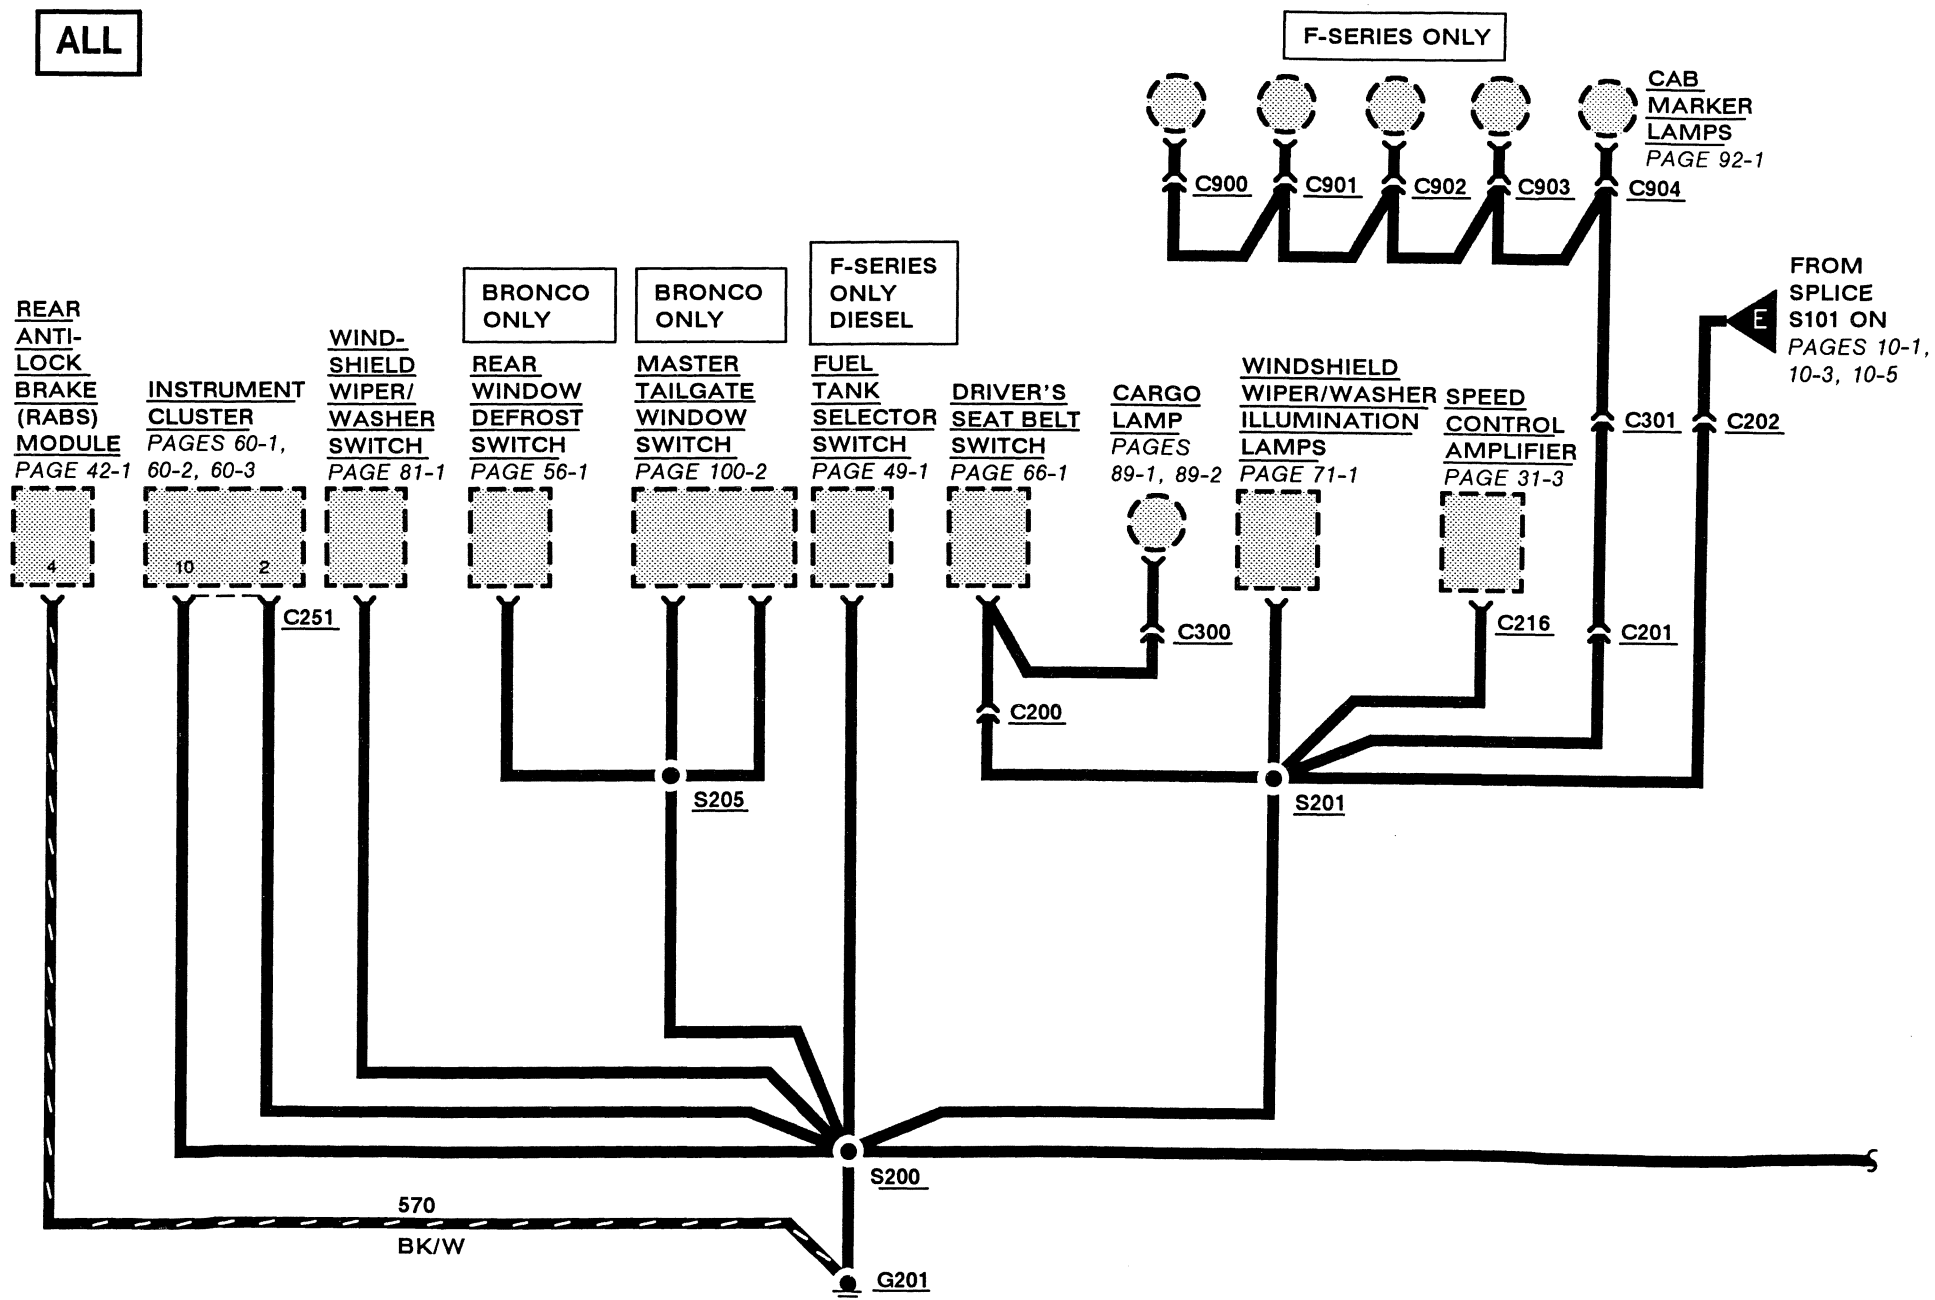 ALL
F-SERIES ONLY
CAB
MARKER
LAMPS
PAGE 92-1
C900
C901
C902
C903
C904
FROM
SPLICE
S101 ON
PAGES 10-1,
10-3, 10-5
E
REAR
ANTI-
LOCK
BRAKE
(RABS)
MODULE
PAGE 42-1
INSTRUMENT
CLUSTER
PAGES 60-1,
60-2, 60-3
WIND-
SHIELD
WIPER/
WASHER
SWITCH
PAGE 81-1
BRONCO
ONLY
REAR
WINDOW
DEFROST
SWITCH
PAGE 56-1
BRONCO
ONLY
MASTER
TAILGATE
WINDOW
SWITCH
PAGE 100-2
F-SERIES
ONLY
DIESEL
FUEL
TANK
SELECTOR
SWITCH
PAGE 49-1
DRIVER'S
SEAT BELT
SWITCH
PAGE 66-1
CARGO
LAMP
PAGES
89-1, 89-2
WINDSHIELD
WIPER/WASHER
ILLUMINATION
LAMPS
PAGE 71-1
SPEED
CONTROL
AMPLIFIER
PAGE 31-3
C301
C202
4
10
2
C251
C300
C216
C201
C200
S205
S201
S200
570
BK/W
G201